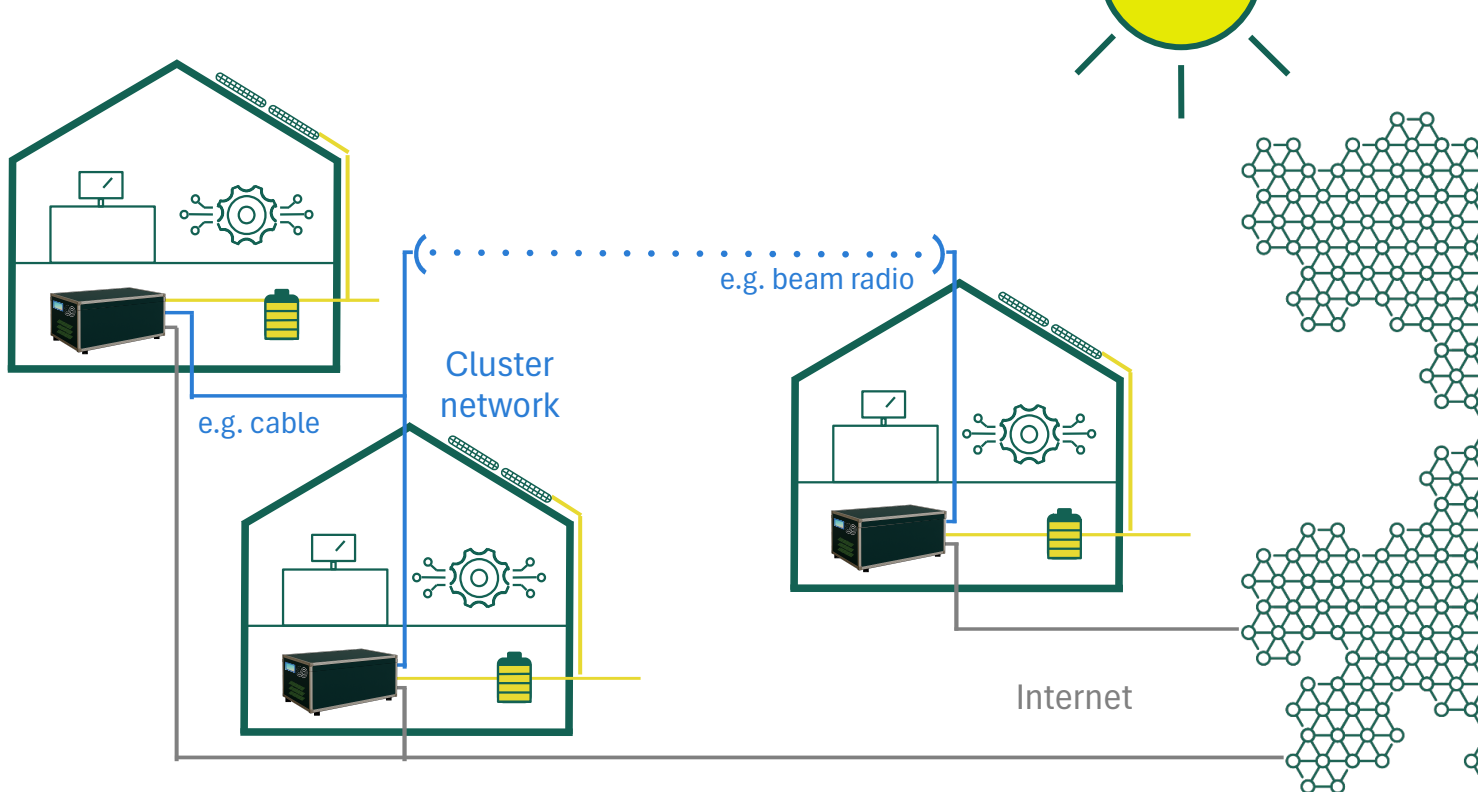 e.g. beam radio
Cluster
network
e.g. cable
Internet